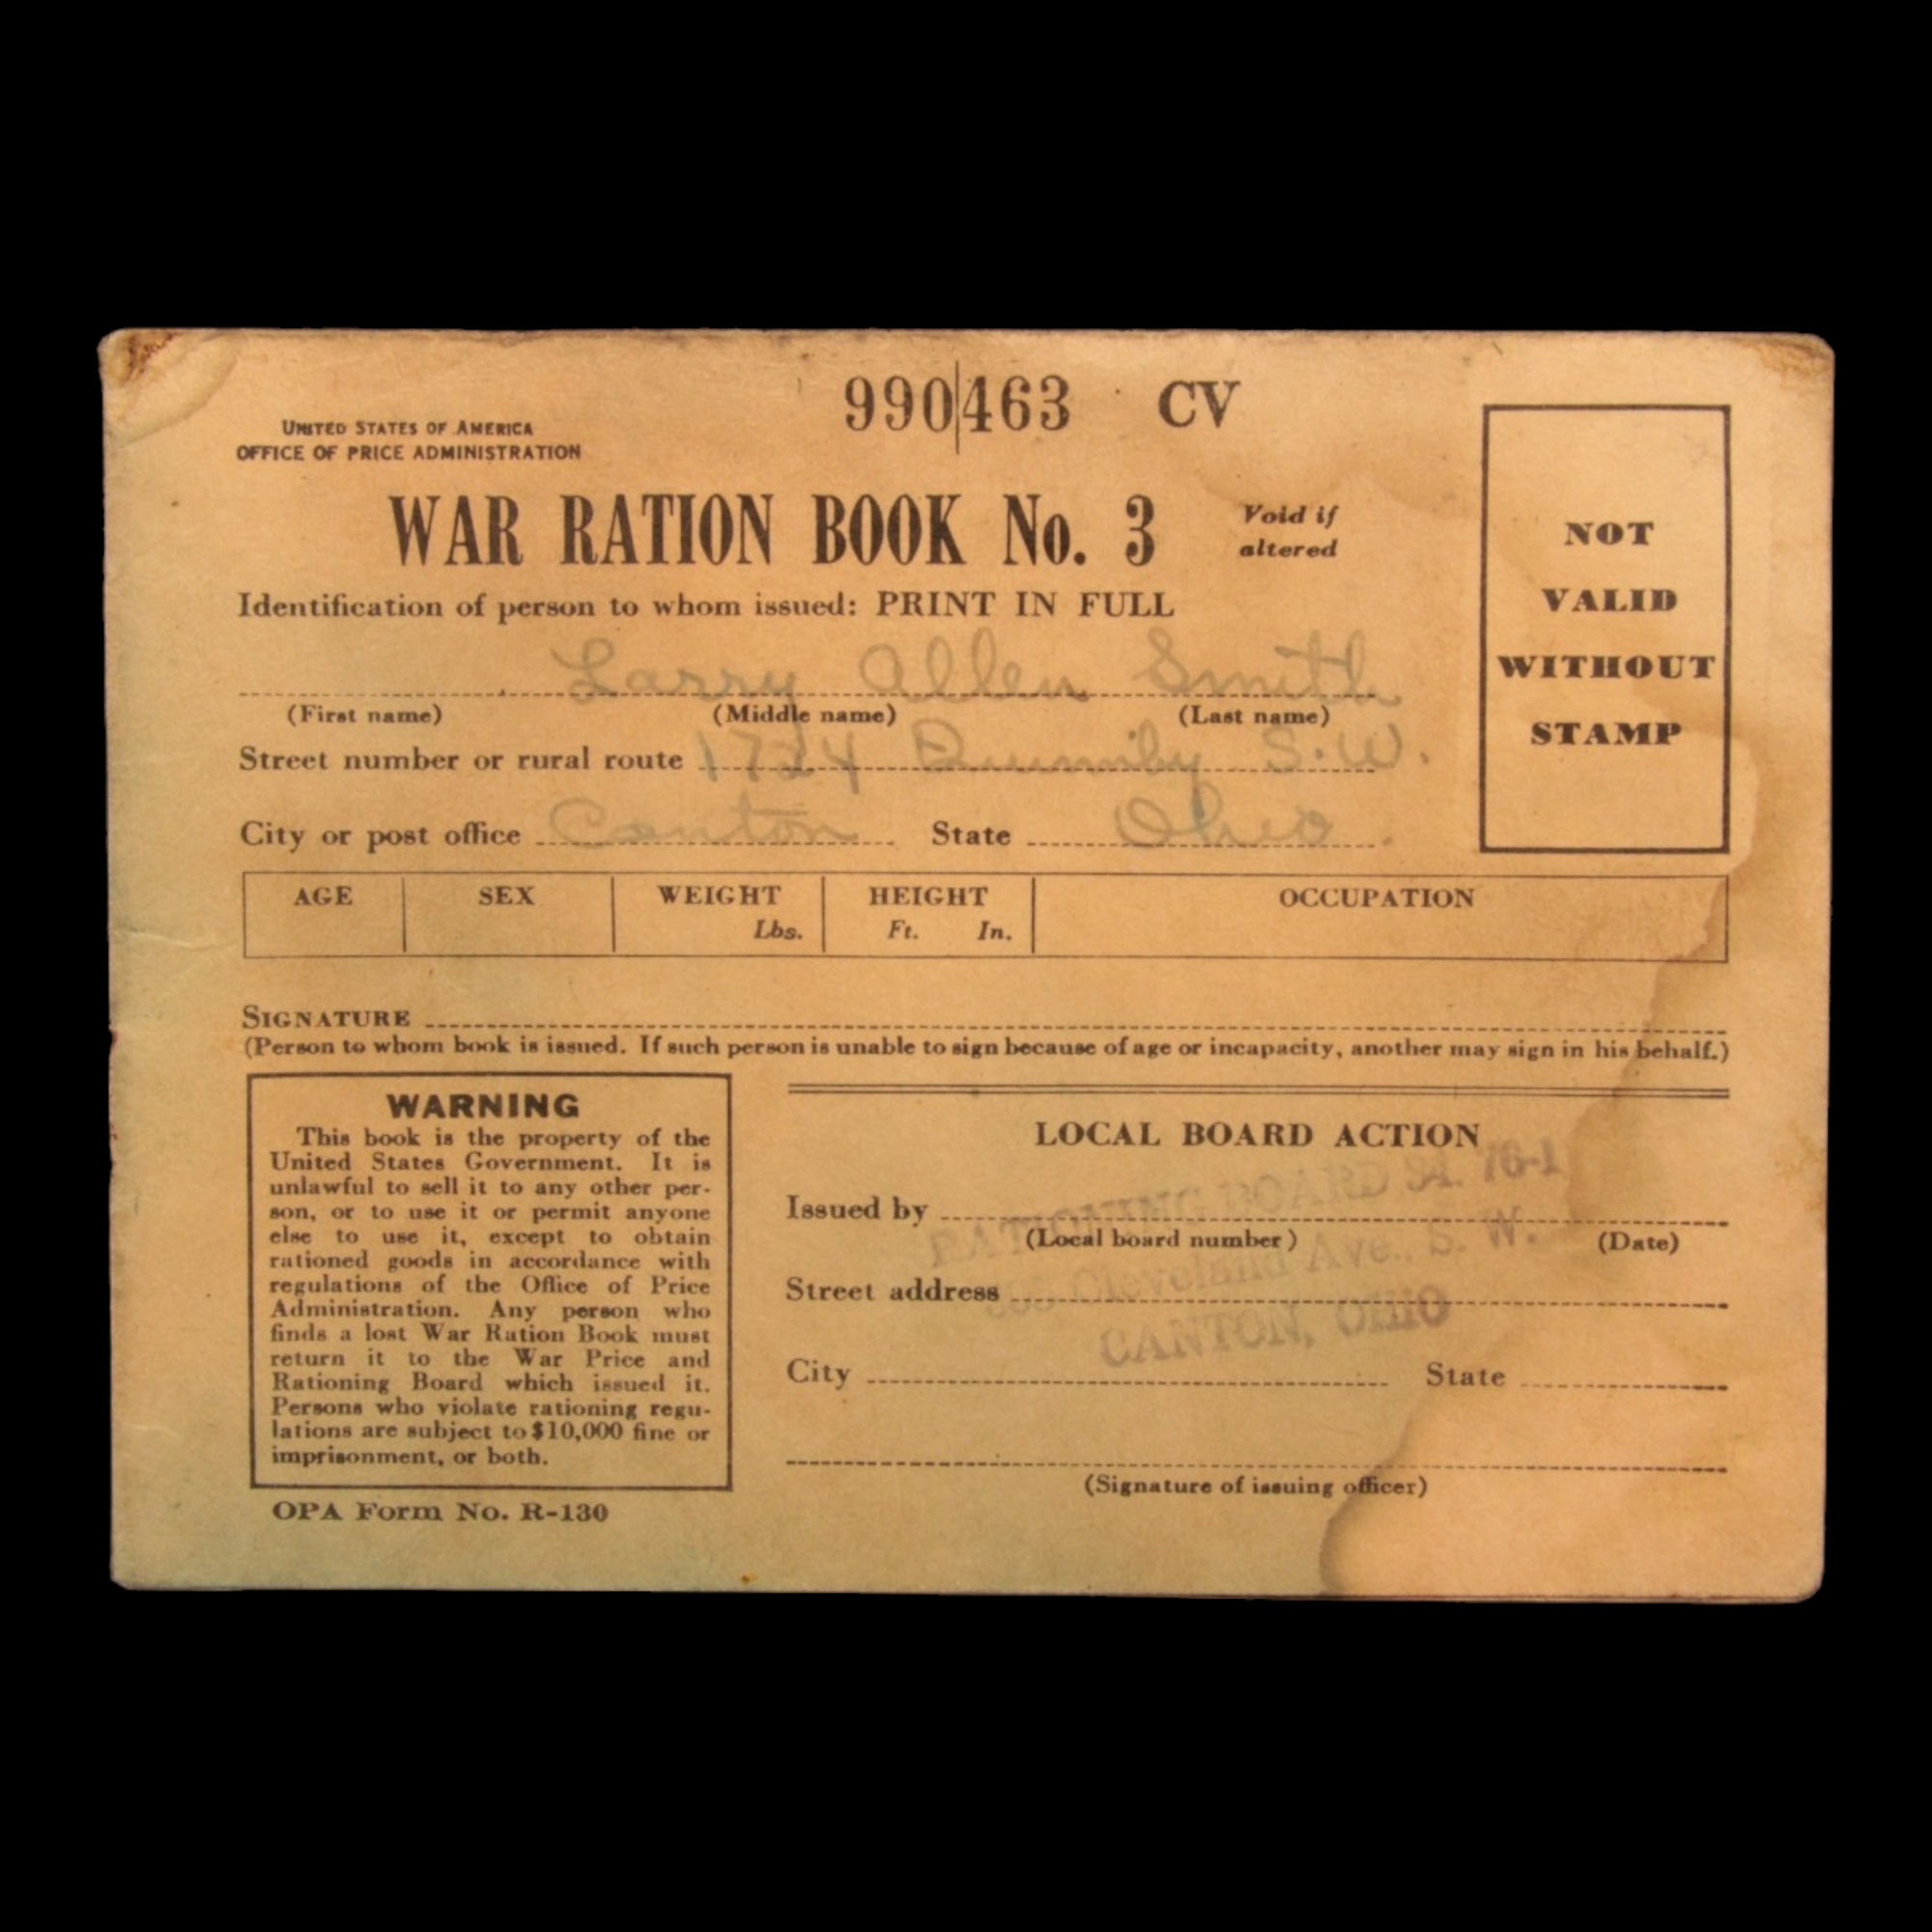 990463 CV
UNITED STATES OF AMERICA
OFFICE OF PRICE ADMINISTRATION
WAR RATION BOOK No. 3
Void if
altered
NOT
VALID
WITHOUT
STAMP
Identification of person to whom issued: PRINT IN FULL
Larry Allen Smith
(First name) (Middle name) (Last name)
Street number or rural route 1724 Quimby S.W.
City or post office Canton State Ohio.
AGE SEX WEIGHT HEIGHT OCCUPATION
Lbs. Ft. In.
SIGNATURE
(Person to whom book is issued. If such person is unable to sign because of age or incapacity, another may sign in his behalf.)
WARNING
This book is the property of the
United States Government. It is
unlawful to sell it to any other per-
son, or to use it or permit anyone
else to use it, except to obtain
rationed goods in accordance with
regulations of the Office of Price
Administration. Any person who
finds a lost War Ration Book must
return it to the War Price and
Rationing Board which issued it.
Persons who violate rationing regu-
lations are subject to $10,000 fine or
imprisonment, or both.
OPA Form No. R-130
LOCAL BOARD ACTION
RATIONING BOARD 76-1
Issued by
(Local board number) (Date)
Cleveland Ave., S. W.
Street address
CANTON, OHIO
City State
(Signature of issuing officer)